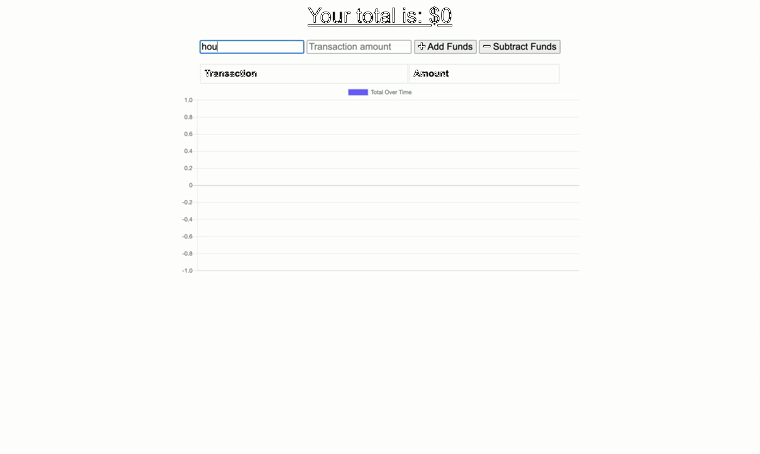 Your total is: $0
hou Transaction amount Add Funds Subtract Funds
Transaction Amount
Total Over Time
1.0
0.8
0.6
0.4
0.2
0
-0.2
-0.4
-0.6
-0.8
-1.0